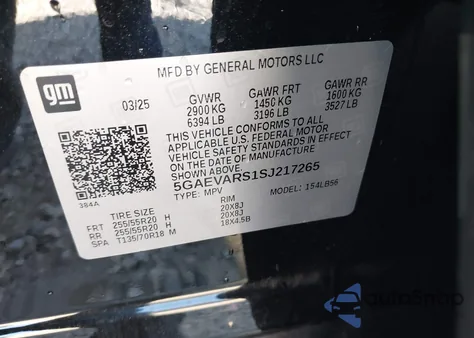 MFD BY GENERAL MOTORS LLC
gm
03/25
GVWR
2900 KG
6394 LB
GAWR FRT
1450 KG
3196 LB
GAWR RR
1600 KG
3527 LB
THIS VEHICLE CONFORMS TO ALL
APPLICABLE U.S. FEDERAL MOTOR
VEHICLE SAFETY STANDARDS IN EFFECT
ON THE DATE OF MANUFACTURE SHOWN ABOVE.
5GAEVARS1SJ217265
TYPE: MPV
MODEL: 154LB56
384A
TIRE SIZE
RIM
FRT 255/55R20 H 20X8J
RR 255/55R20 H 20X8J
SPA T135/70R18 M 18X4.5B